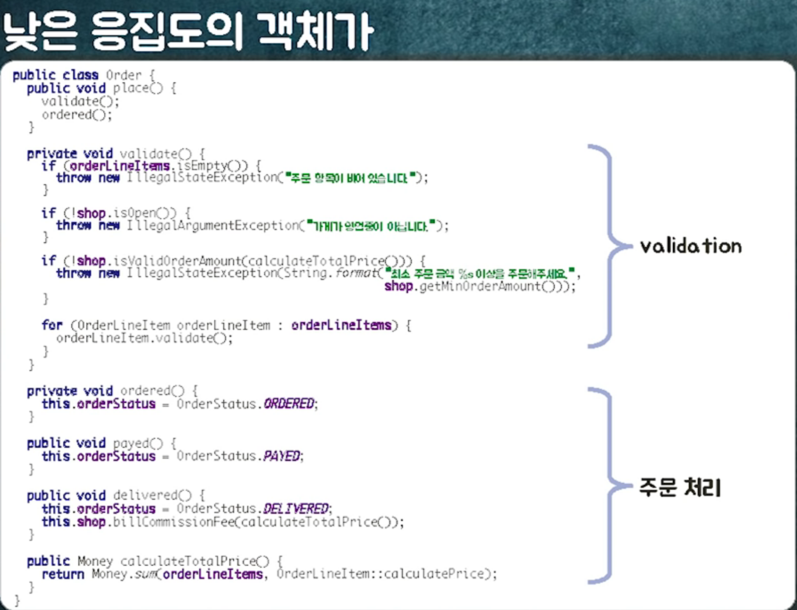 낮은 응집도의 객체가
public class Order {
public void place() {
validate();
ordered();
}
private void validate() {
if (orderLineItems.isEmpty()) {
throw new IllegalStateException("주문 항목이 비어 있습니다.");
}
if (!shop.isOpen()) {
throw new IllegalArgumentException("가게가 영업중이 아닙니다.");
}
if (!shop.isValidOrderAmount(calculateTotalPrice())) {
throw new IllegalStateException(String.format("최소 주문 금액 %s 이상을 주문해주세요.",
shop.getMinOrderAmount()));
}
for (OrderLineItem orderLineItem : orderLineItems) {
orderLineItem.validate();
}
}
validation
private void ordered() {
this.orderStatus = OrderStatus.ORDERED;
}
public void payed() {
this.orderStatus = OrderStatus.PAYED;
}
public void delivered() {
this.orderStatus = OrderStatus.DELIVERED;
this.shop.billCommissionFee(calculateTotalPrice());
}
public Money calculateTotalPrice() {
return Money.sum(orderLineItems, OrderLineItem::calculatePrice);
}
}
주문 처리